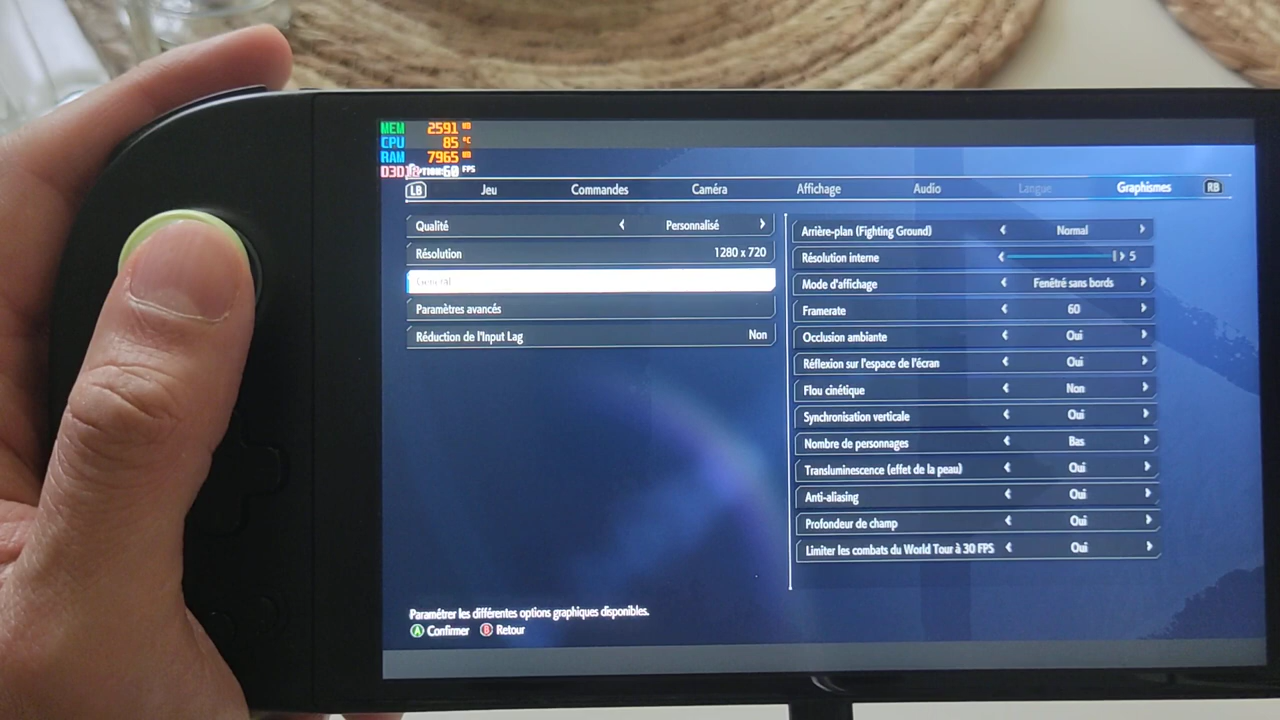 MEM 2591 MB
CPU 85 °C
RAM 7965 MB
60 FPS
LB Jeu Commandes Caméra Affichage Audio Langue Graphismes RB
Qualité Personnalisé
Résolution 1280 x 720
Général
Paramètres avancés
Réduction de l'Input Lag Non
Arrière-plan (Fighting Ground) Normal
Résolution interne 5
Mode d'affichage Fenêtré sans bords
Framerate 60
Occlusion ambiante Oui
Réflexion sur l'espace de l'écran Oui
Flou cinétique Non
Synchronisation verticale Oui
Nombre de personnages Bas
Transluminescence (effet de la peau) Oui
Anti-aliasing Oui
Profondeur de champ Oui
Limiter les combats du World Tour à 30 FPS Oui
Paramétrer les différentes options graphiques disponibles.
A Confirmer B Retour